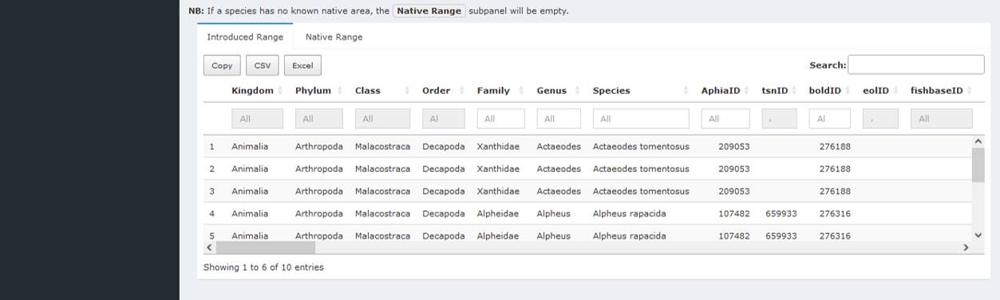 NB: If a species has no known native area, the Native Range subpanel will be empty.
Introduced Range Native Range
Copy CSV Excel Search:
Kingdom Phylum Class Order Family Genus Species AphiaID tsnID boldID eolID fishbaseID
All All All Al All All All All Al All
1 Animalia Arthropoda Malacostraca Decapoda Xanthidae Actaeodes Actaeodes tomentosus 209053 276188
2 Animalia Arthropoda Malacostraca Decapoda Xanthidae Actaeodes Actaeodes tomentosus 209053 276188
3 Animalia Arthropoda Malacostraca Decapoda Xanthidae Actaeodes Actaeodes tomentosus 209053 276188
4 Animalia Arthropoda Malacostraca Decapoda Alpheidae Alpheus Alpheus rapacida 107482 659933 276316
5 Animalia Arthropoda Malacostraca Decapoda Alpheidae Alpheus Alpheus rapacida 107482 659933 276316
Showing 1 to 6 of 10 entries